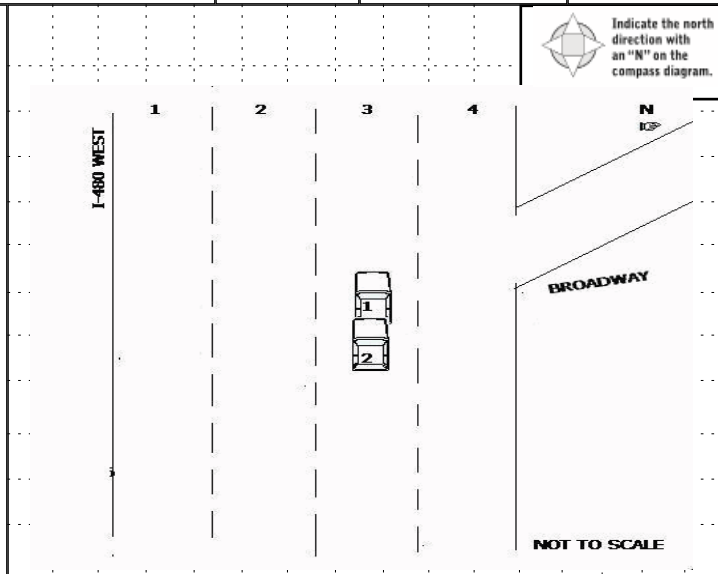 Indicate the north
direction with
an "N" on the
compass diagram.
1 2 3 4 N
I-480 WEST
BROADWAY
1
2
NOT TO SCALE